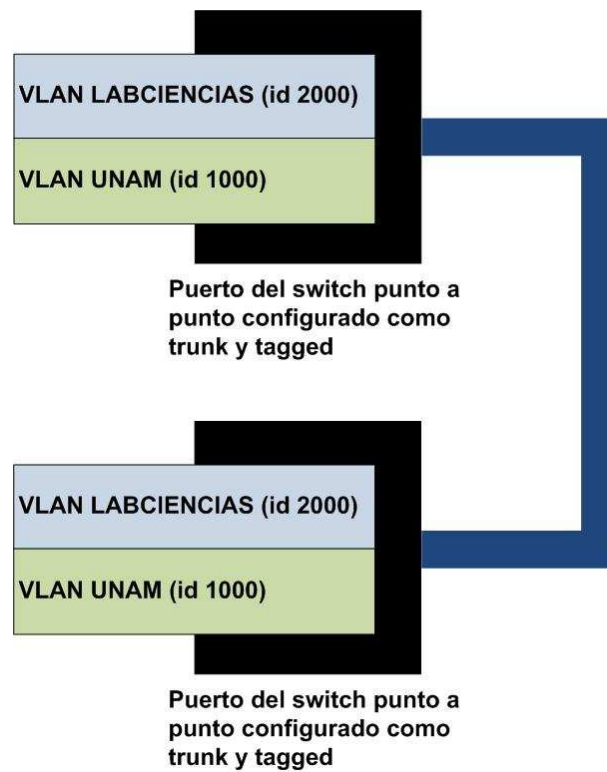 VLAN LABCIENCIAS (id 2000)
VLAN UNAM (id 1000)
Puerto del switch punto a
punto configurado como
trunk y tagged
VLAN LABCIENCIAS (id 2000)
VLAN UNAM (id 1000)
Puerto del switch punto a
punto configurado como
trunk y tagged